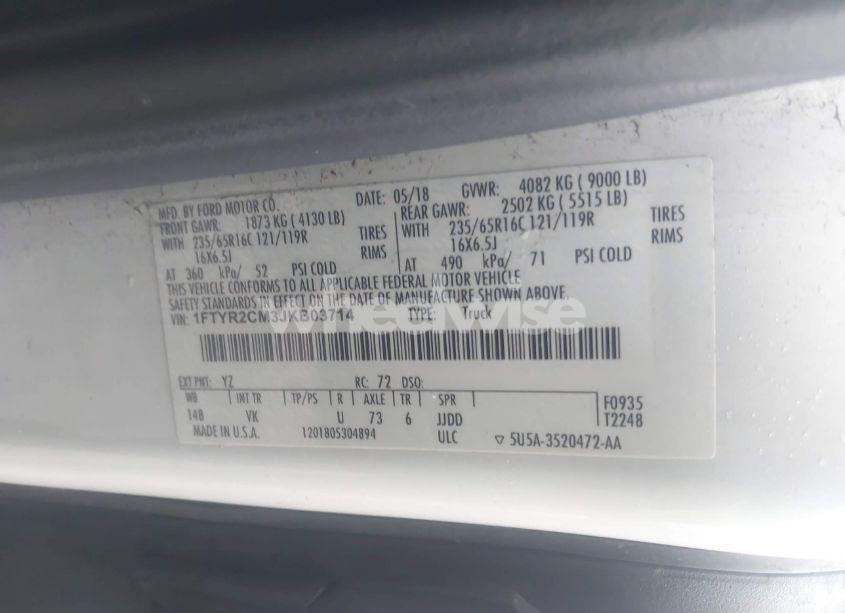 MFD. BY FORD MOTOR CO. DATE: 05/18 GVWR: 4082 KG ( 9000 LB)
FRONT GAWR: 1873 KG ( 4130 LB) REAR GAWR: 2502 KG ( 5515 LB)
WITH 235/65R16C 121/119R TIRES WITH 235/65R16C 121/119R TIRES
16X6.5J RIMS 16X6.5J RIMS
AT 360 kPa/ 52 PSI COLD AT 490 kPa/ 71 PSI COLD
THIS VEHICLE CONFORMS TO ALL APPLICABLE FEDERAL MOTOR VEHICLE
SAFETY STANDARDS IN EFFECT ON THE DATE OF MANUFACTURE SHOWN ABOVE.
VIN: 1FTYR2CM3JKB03714 TYPE: Truck
wheelwise
EXT PNT: YZ RC: 72 DSO:
WB INT TR TP/PS R AXLE TR SPR F0935
148 VK U 73 6 JJDD T2248
MADE IN U.S.A. 1201805304894 ULC 5U5A-3520472-AA